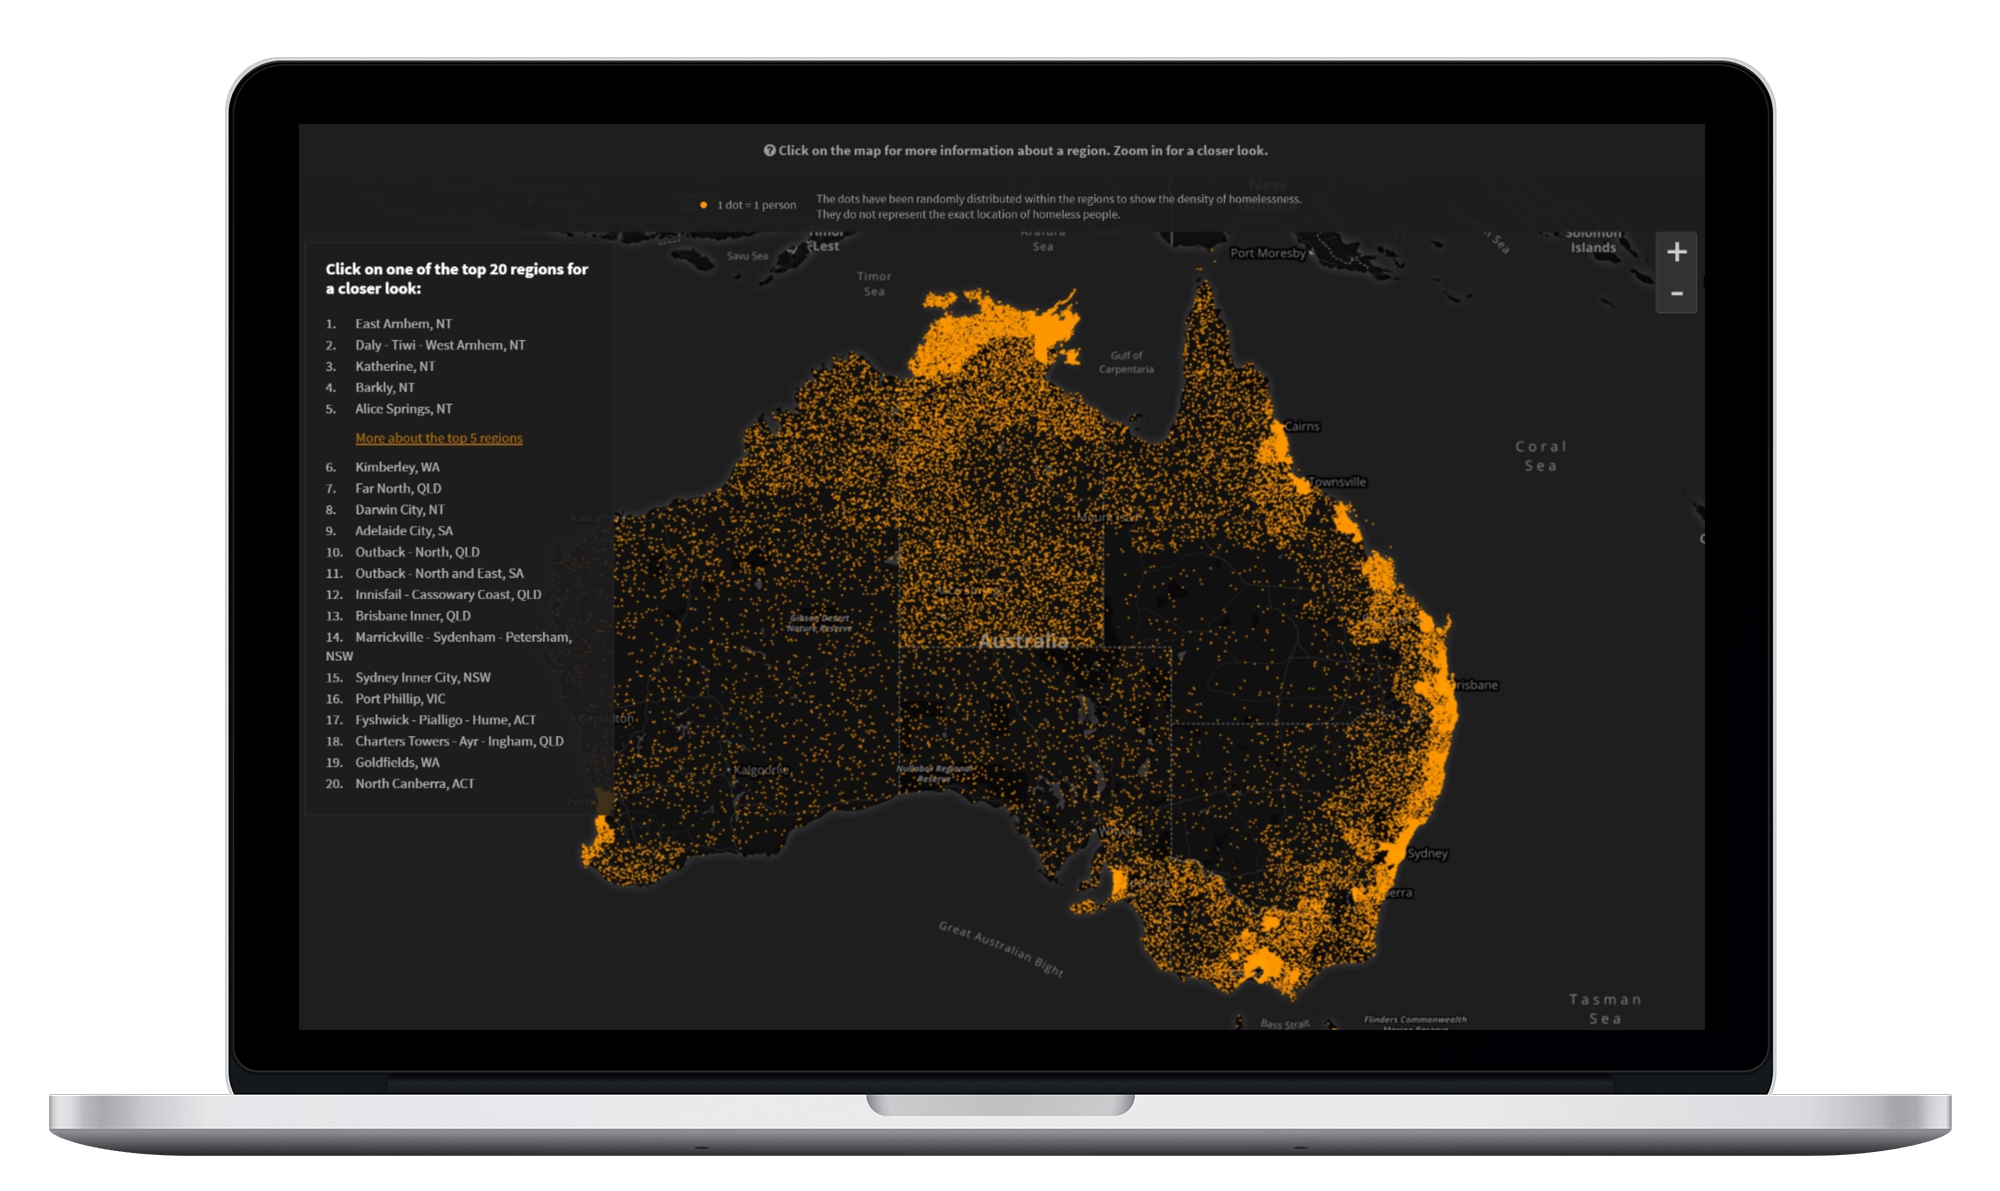 Click on the map for more information about a region. Zoom in for a closer look.
1 dot = 1 person
The dots have been randomly distributed within the regions to show the density of homelessness.
They do not represent the exact location of homeless people.
New
Click on one of the top 20 regions for
a closer look:
1. East Arnhem, NT
2. Daly - Tiwi - West Arnhem, NT
3. Katherine, NT
4. Barkly, NT
5. Alice Springs, NT
More about the top 5 regions
6. Kimberley, WA
7. Far North, QLD
8. Darwin City, NT
9. Adelaide City, SA
10. Outback - North, QLD
11. Outback - North and East, SA
12. Innisfail - Cassowary Coast, QLD
13. Brisbane Inner, QLD
14. Marrickville - Sydenham - Petersham,
NSW
15. Sydney Inner City, NSW
16. Port Phillip, VIC
17. Fyshwick - Pialligo - Hume, ACT
18. Charters Towers - Ayr - Ingham, QLD
19. Goldfields, WA
20. North Canberra, ACT
+
-
Timor
Lest
Savu Sea
Timor
Sea
Arafura
Sea
Port Moresby
Sea
Solomon
Islands
Gulf of
Carpentaria
Cairns
Townsville
Coral
Sea
Gibson Desert
Nature Reserve
Australia
risbane
Kalgoorlie
Nullabor Regional
Reserve
Perth
Whyalla
Sydney
erra
Great Australian Bight
Tasman
Sea
Bass Strait
Flinders Commonwealth
Marine Reserve